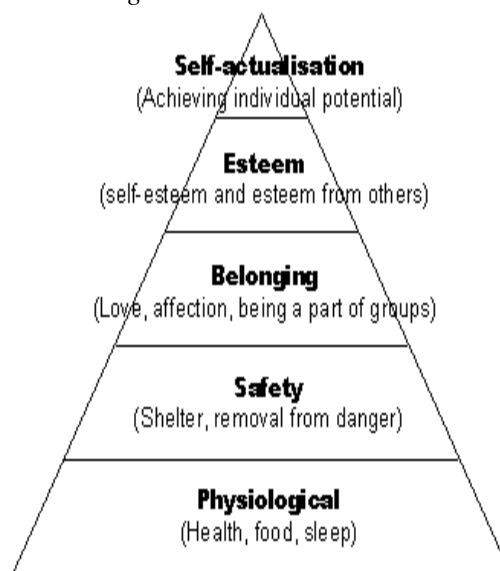 Self-actualisation
(Achieving individual potential)
Esteem
(self-esteem and esteem from others)
Belonging
(Love, affection, being a part of groups)
Safety
(Shelter, removal from danger)
Physiological
(Health, food, sleep)